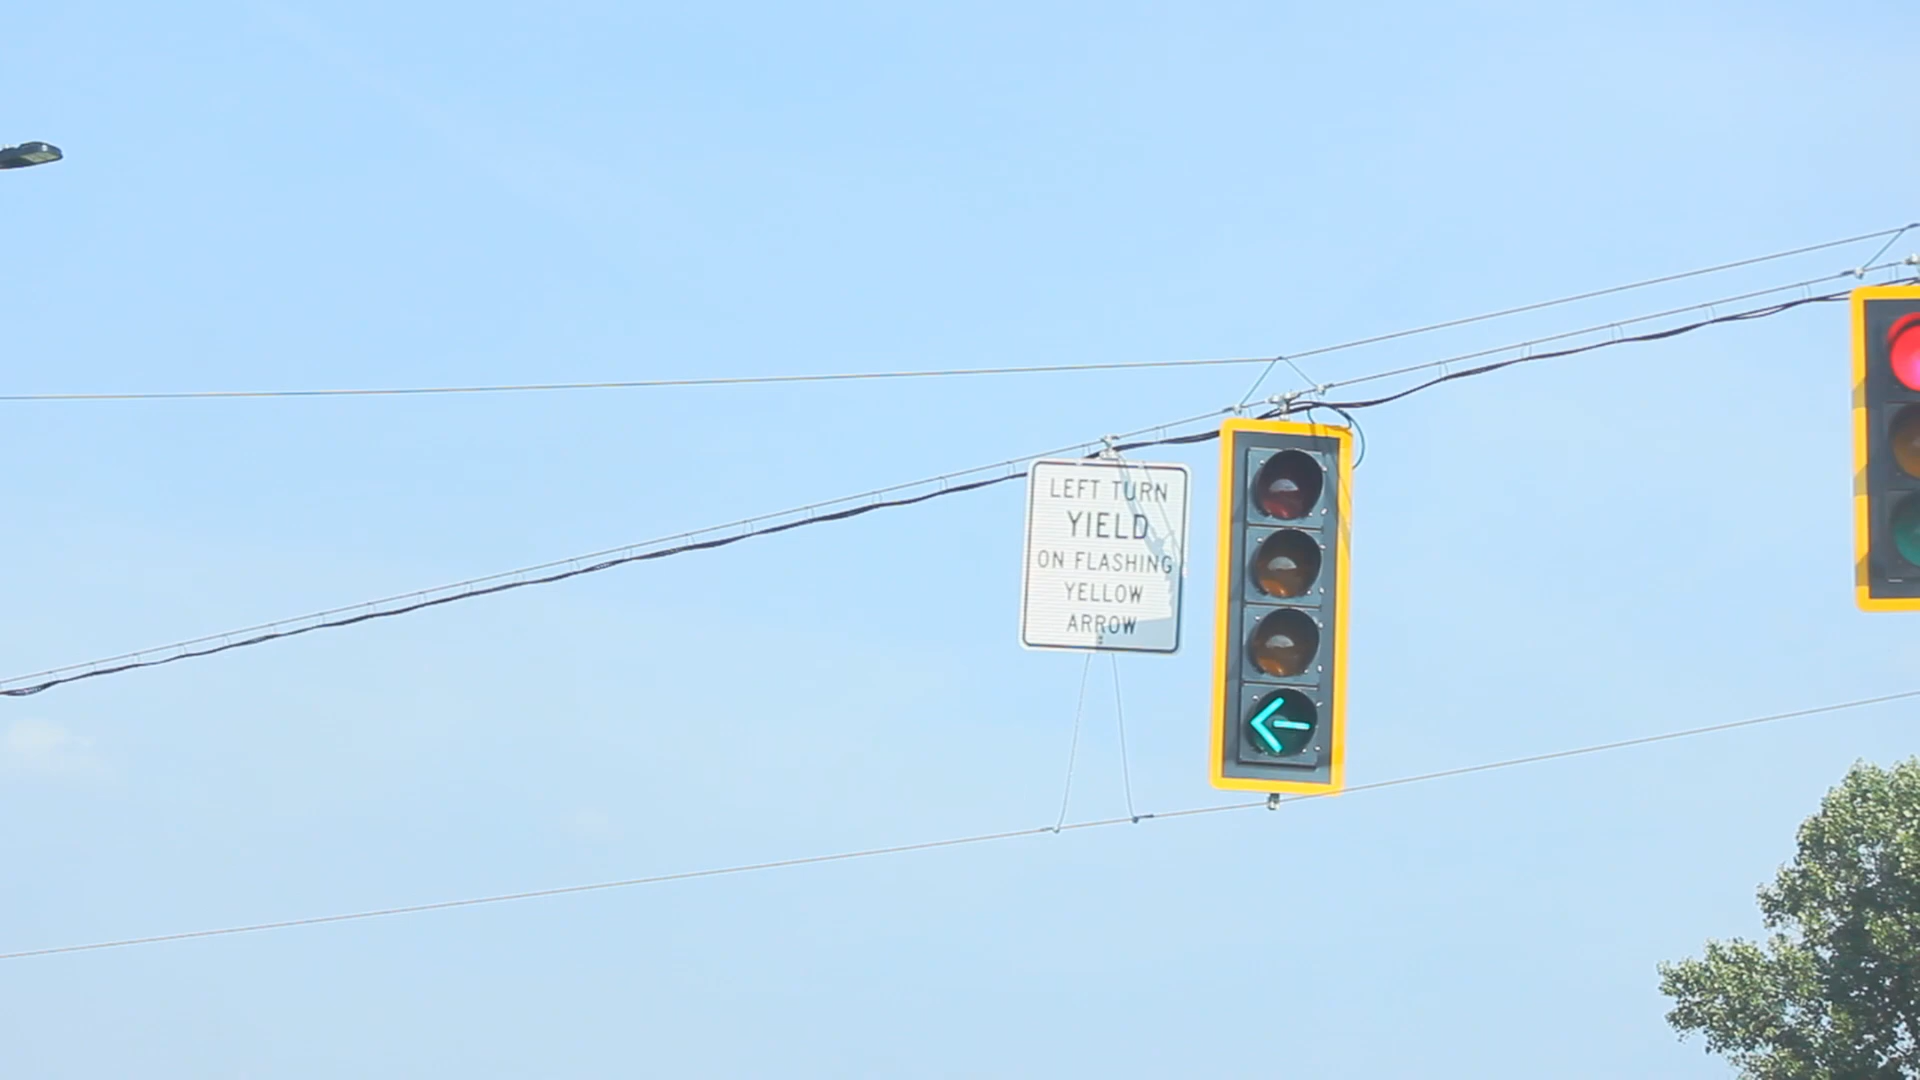 LEFT TURN
YIELD
ON FLASHING
YELLOW
ARROW